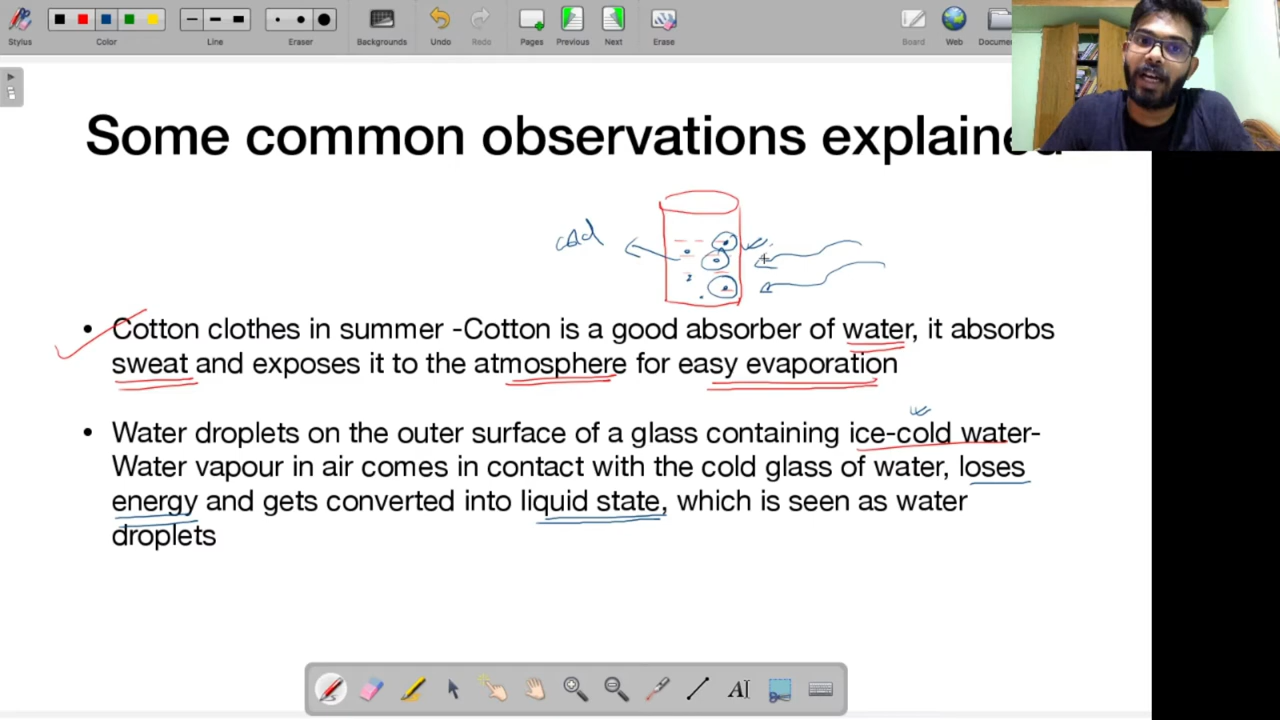 Stylus
Color
Line
Eraser
Backgrounds
Undo
Redo
Pages
Previous
Next
Erase
Board
Web
Some common observations explained
cold
• Cotton clothes in summer -Cotton is a good absorber of water, it absorbs
sweat and exposes it to the atmosphere for easy evaporation
• Water droplets on the outer surface of a glass containing ice-cold water-
Water vapour in air comes in contact with the cold glass of water, loses
energy and gets converted into liquid state, which is seen as water
droplets